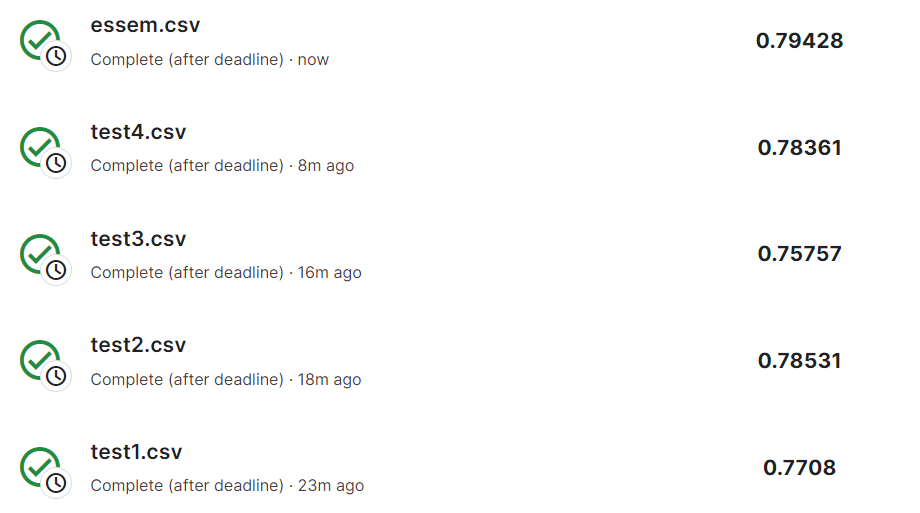 essem.csv
0.79428
Complete (after deadline) · now
test4.csv
0.78361
Complete (after deadline) · 8m ago
test3.csv
0.75757
Complete (after deadline) · 16m ago
test2.csv
0.78531
Complete (after deadline) · 18m ago
test1.csv
0.7708
Complete (after deadline) · 23m ago